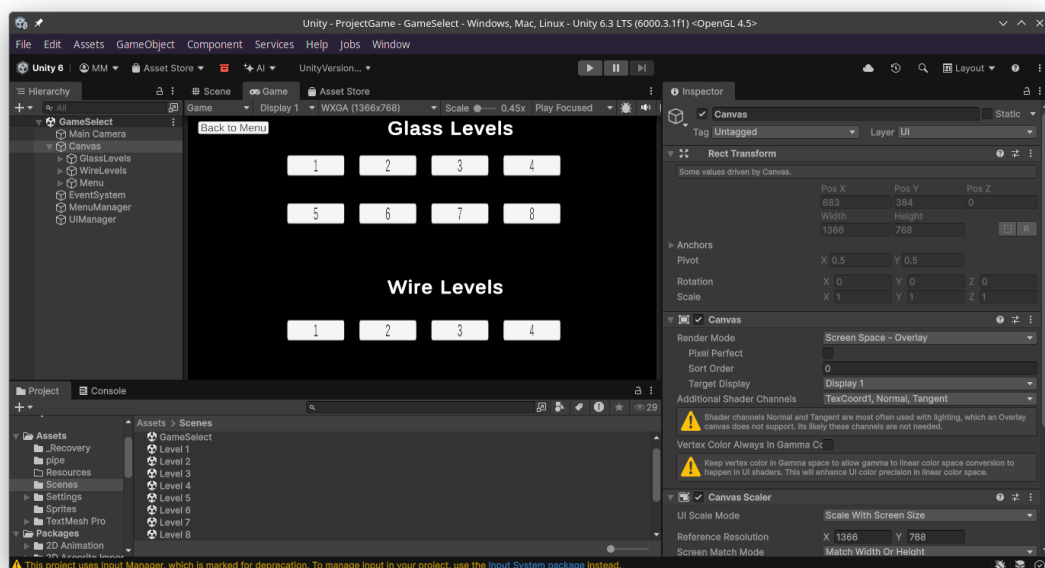 Unity - ProjectGame - GameSelect - Windows, Mac, Linux - Unity 6.3 LTS (6000.3.1f1) <OpenGL 4.5>
File Edit Assets GameObject Component Services Help Jobs Window
Unity 6 MM Asset Store AI UnityVersion... Layout
Hierarchy
All
GameSelect
Main Camera
Canvas
GlassLevels
WireLevels
Menu
EventSystem
MenuManager
UIManager
Scene Game Asset Store
Game Display 1 WXGA (1366x768) Scale 0.45x Play Focused
Back to Menu
Glass Levels
1 2 3 4
5 6 7 8
Wire Levels
1 2 3 4
Inspector
Canvas Static
Tag Untagged Layer UI
Rect Transform
Some values driven by Canvas.
Pos X Pos Y Pos Z
683 384 0
Width Height
1366 768
R
Anchors
Pivot X 0.5 Y 0.5
Rotation X 0 Y 0 Z 0
Scale X 1 Y 1 Z 1
Canvas
Render Mode Screen Space - Overlay
Pixel Perfect
Sort Order 0
Target Display Display 1
Additional Shader Channels TexCoord1, Normal, Tangent
Shader channels Normal and Tangent are most often used with lighting, which an Overlay
canvas does not support. Its likely these channels are not needed.
Vertex Color Always In Gamma Co
Keep vertex color in Gamma space to allow gamma to linear color space conversion to
happen in UI shaders. This will enhance UI color precision in linear color space.
Canvas Scaler
UI Scale Mode Scale With Screen Size
Reference Resolution X 1366 Y 768
Screen Match Mode Match Width Or Height
Project Console
29
Assets
_Recovery
pipe
Resources
Scenes
Settings
Sprites
TextMesh Pro
Packages
2D Animation
2D Aseprite Impor
Assets > Scenes
GameSelect
Level 1
Level 2
Level 3
Level 4
Level 5
Level 6
Level 7
Level 8
This project uses Input Manager, which is marked for deprecation. To manage input in your project, use the Input System package instead.